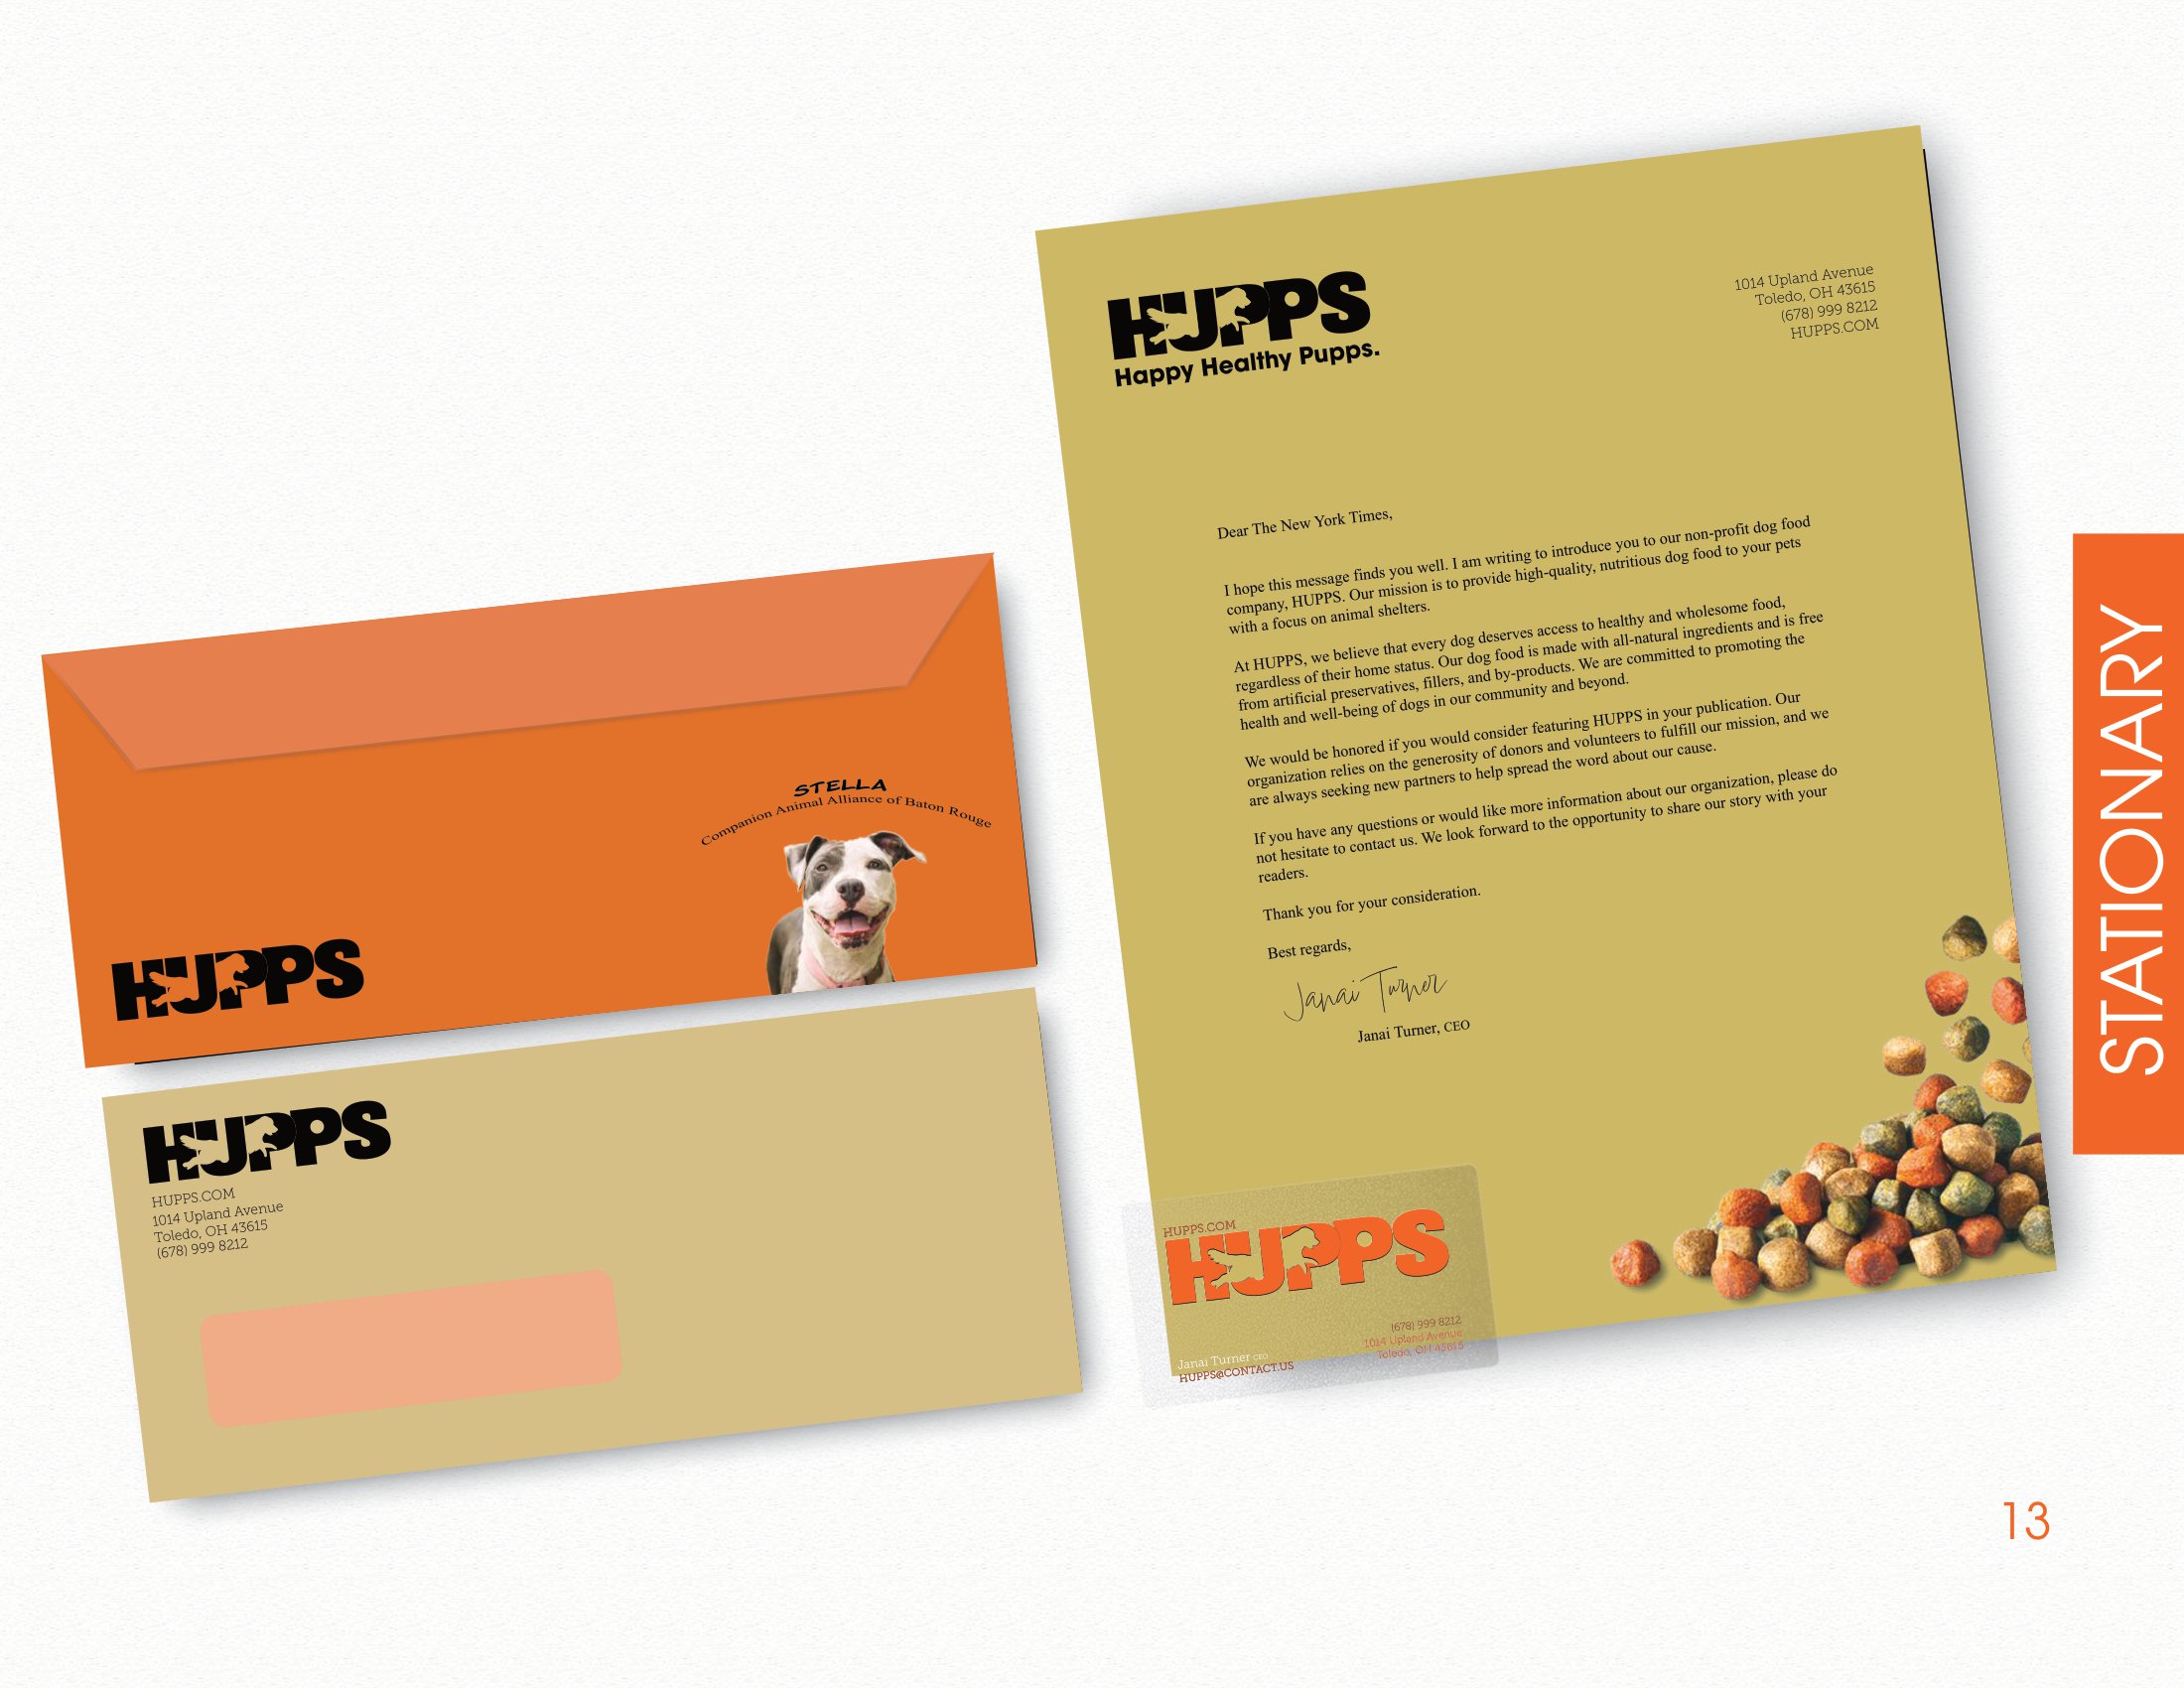 HUPPS
Happy Healthy Pupps.
1014 Upland Avenue
Toledo, OH 43615
(678) 999 8212
HUPPS.COM
Dear The New York Times,
I hope this message finds you well. I am writing to introduce you to our non-profit dog food
company, HUPPS. Our mission is to provide high-quality, nutritious dog food to your pets
with a focus on animal shelters.
At HUPPS, we believe that every dog deserves access to healthy and wholesome food,
regardless of their home status. Our dog food is made with all-natural ingredients and is free
from artificial preservatives, fillers, and by-products. We are committed to promoting the
health and well-being of dogs in our community and beyond.
We would be honored if you would consider featuring HUPPS in your publication. Our
organization relies on the generosity of donors and volunteers to fulfill our mission, and we
are always seeking new partners to help spread the word about our cause.
If you have any questions or would like more information about our organization, please do
not hesitate to contact us. We look forward to the opportunity to share our story with your
readers.
Thank you for your consideration.
Best regards,
Janai Turner
Janai Turner, CEO
HUPPS.COM
HUPPS
(678) 999 8212
1014 Upland Avenue
Toledo, OH 43615
Janai Turner CEO
HUPPS@CONTACT.US
STELLA
Companion Animal Alliance of Baton Rouge
HUPPS
HUPPS
HUPPS.COM
1014 Upland Avenue
Toledo, OH 43615
(678) 999 8212
STATIONARY
13